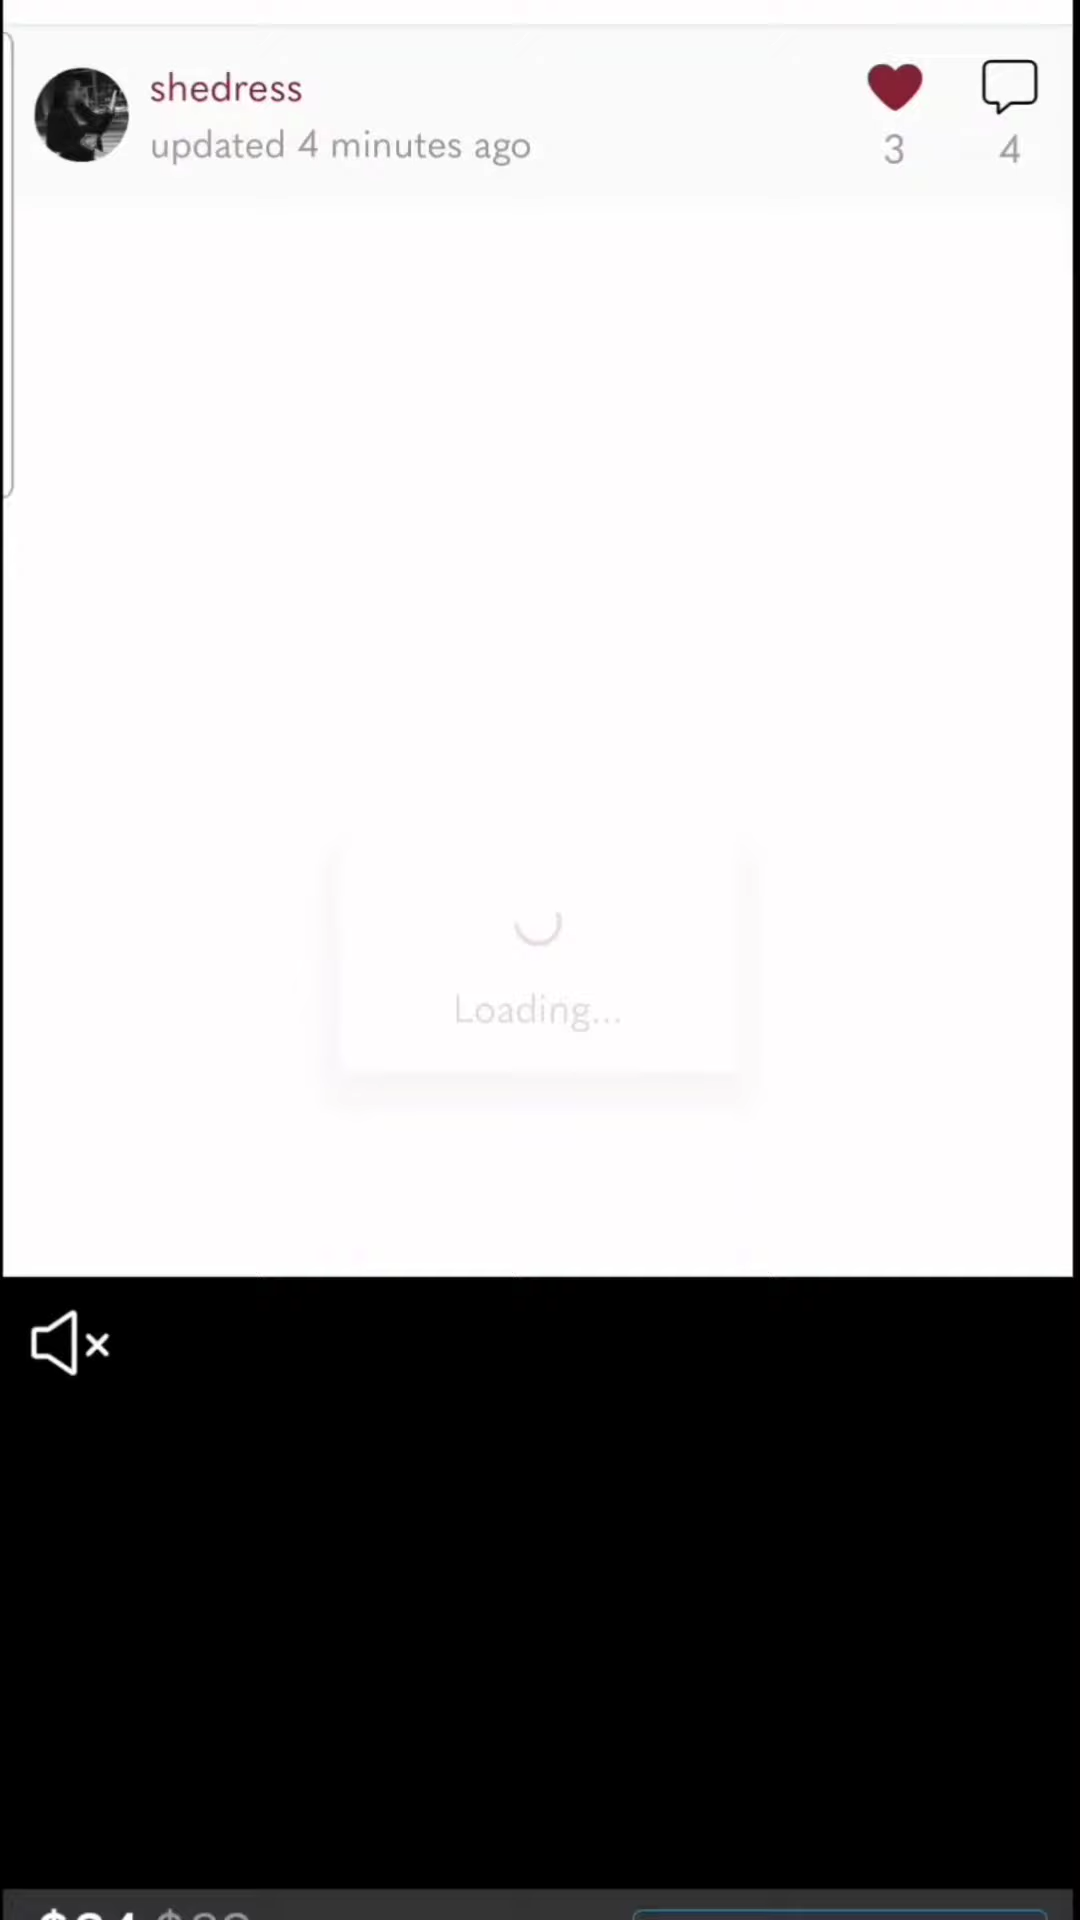 shedress
updated 4 minutes ago
3
4
Loading...